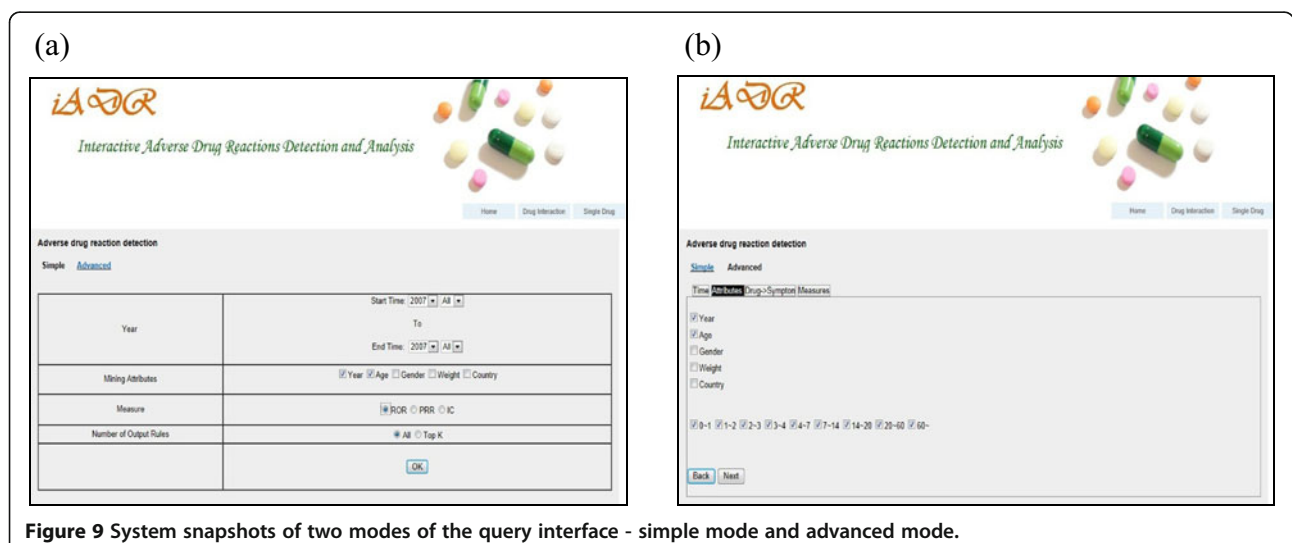 (a)
iADR
Interactive Adverse Drug Reactions Detection and Analysis
Home Drug Interaction Single Drug
Adverse drug reaction detection
Simple Advanced
Year
Start Time: 2007 All
To
End Time: 2007 All
Mining Attributes
Year Age Gender Weight Country
Measure
ROR PRR IC
Number of Output Rules
All Top K
OK
(b)
iADR
Interactive Adverse Drug Reactions Detection and Analysis
Home Drug Interaction Single Drug
Adverse drug reaction detection
Simple Advanced
Time Attributes Drug->Sympton Measures
Year
Age
Gender
Weight
Country
0~1 1~2 2~3 3~4 4~7 7~14 14~20 20~60 60~
Back Next
Figure 9 System snapshots of two modes of the query interface - simple mode and advanced mode.